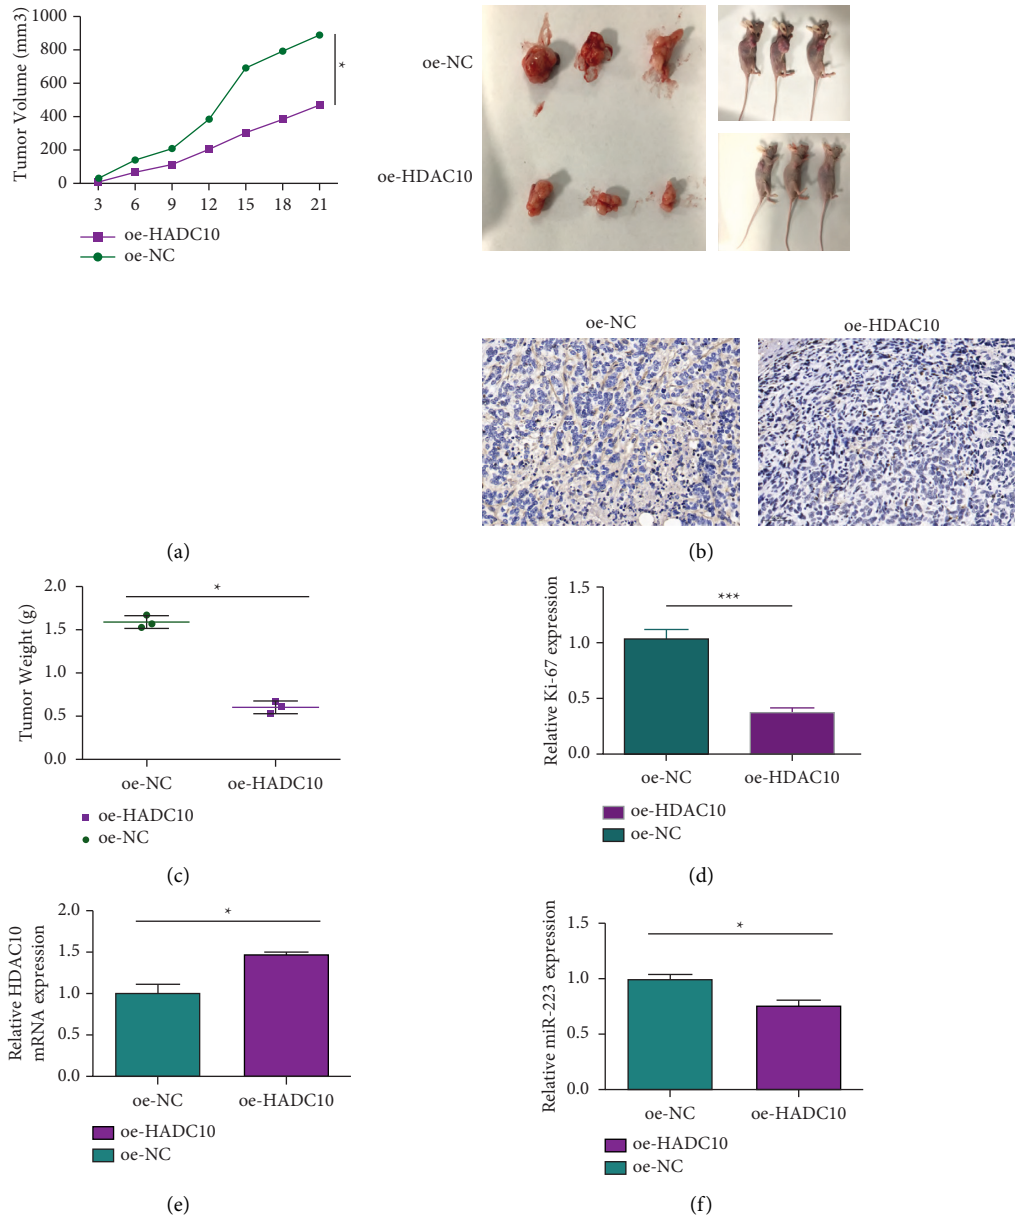 Tumor Volume (mm3)
1000
800
600
400
200
0
3 6 9 12 15 18 21
*
oe-HADC10
oe-NC
(a)
oe-NC
oe-HDAC10
oe-NC
oe-HDAC10
(b)
Tumor Weight (g)
2.0
1.5
1.0
0.5
0.0
*
oe-NC oe-HADC10
oe-HADC10
oe-NC
(c)
Relative Ki-67 expression
1.5
1.0
0.5
0.0
***
oe-NC oe-HDAC10
oe-HDAC10
oe-NC
(d)
Relative HDAC10
mRNA expression
2.0
1.5
1.0
0.5
0.0
*
oe-NC oe-HADC10
oe-HADC10
oe-NC
(e)
Relative miR-223 expression
1.5
1.0
0.5
0.0
*
oe-NC oe-HADC10
oe-HADC10
oe-NC
(f)